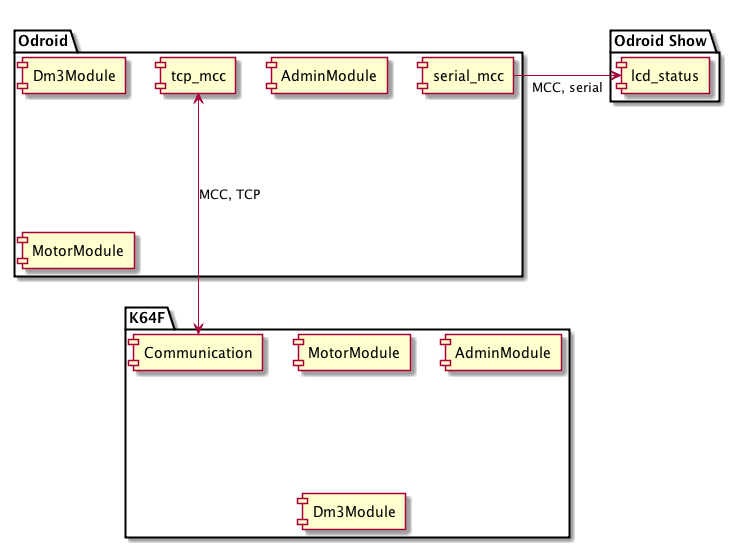 Odroid
Odroid Show
Dm3Module
tcp_mcc
AdminModule
serial_mcc
lcd_status
MCC, serial
MCC, TCP
MotorModule
K64F
Communication
MotorModule
AdminModule
Dm3Module